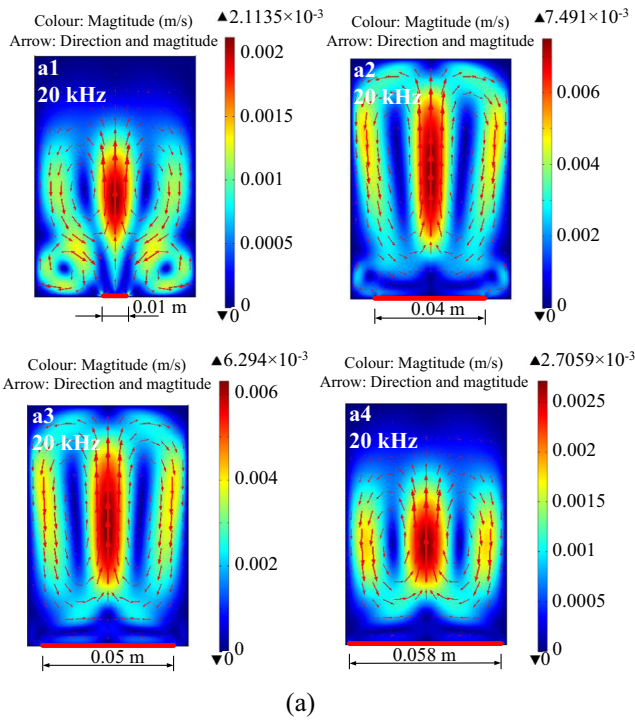 Colour: Magtitude (m/s)
Arrow: Direction and magtitude
▲2.1135×10⁻³
a1
20 kHz
0.002
0.0015
0.001
0.0005
0
▼0
0.01 m
Colour: Magtitude (m/s)
Arrow: Direction and magtitude
▲7.491×10⁻³
a2
20 kHz
0.006
0.004
0.002
0
▼0
0.04 m
Colour: Magtitude (m/s)
Arrow: Direction and magtitude
▲6.294×10⁻³
a3
20 kHz
0.006
0.004
0.002
0
▼0
0.05 m
Colour: Magtitude (m/s)
Arrow: Direction and magtitude
▲2.7059×10⁻³
a4
20 kHz
0.0025
0.002
0.0015
0.001
0.0005
0
▼0
0.058 m
(a)